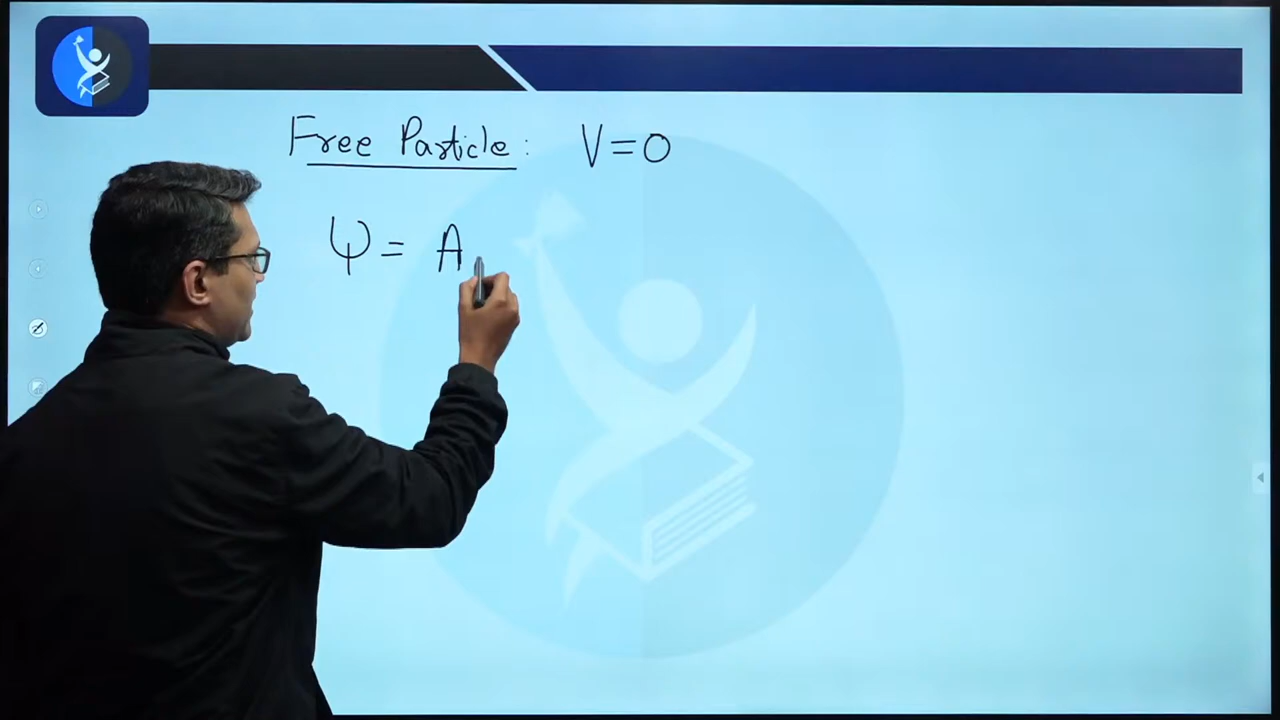 Free Particle: V=0
ψ = A